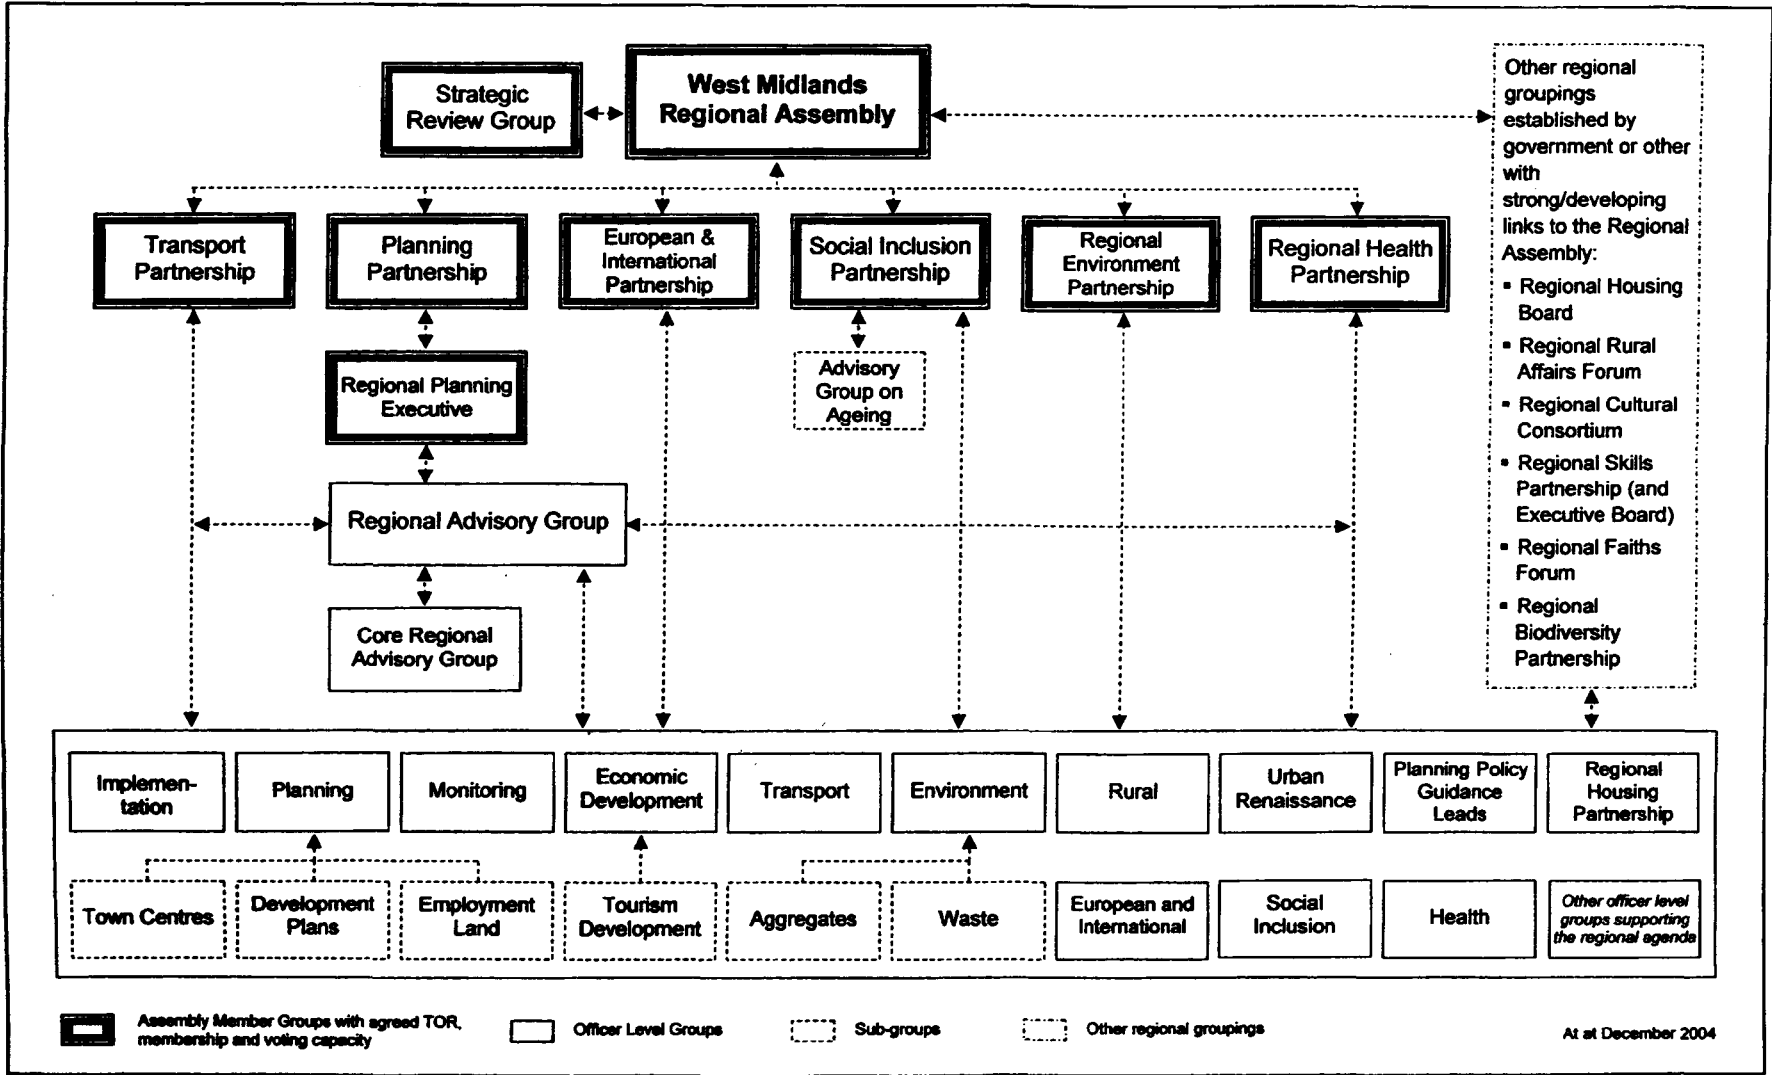 West Midlands
Regional Assembly
Strategic
Review Group
Other regional
groupings
established by
government or other
with
strong/developing
links to the Regional
Assembly:
▪ Regional Housing
Board
▪ Regional Rural
Affairs Forum
▪ Regional Cultural
Consortium
▪ Regional Skills
Partnership (and
Executive Board)
▪ Regional Faiths
Forum
▪ Regional
Biodiversity
Partnership
Transport
Partnership
Planning
Partnership
European &
International
Partnership
Social Inclusion
Partnership
Regional
Environment
Partnership
Regional Health
Partnership
Regional Planning
Executive
Advisory
Group on
Ageing
Regional Advisory Group
Core Regional
Advisory Group
Implemen-
tation
Planning
Monitoring
Economic
Development
Transport
Environment
Rural
Urban
Renaissance
Planning Policy
Guidance
Leads
Regional
Housing
Partnership
Town Centres
Development
Plans
Employment
Land
Tourism
Development
Aggregates
Waste
European and
International
Social
Inclusion
Health
Other officer level
groups supporting
the regional agenda
Assembly Member Groups with agreed TOR,
membership and voting capacity
Officer Level Groups
Sub-groups
Other regional groupings
At at December 2004